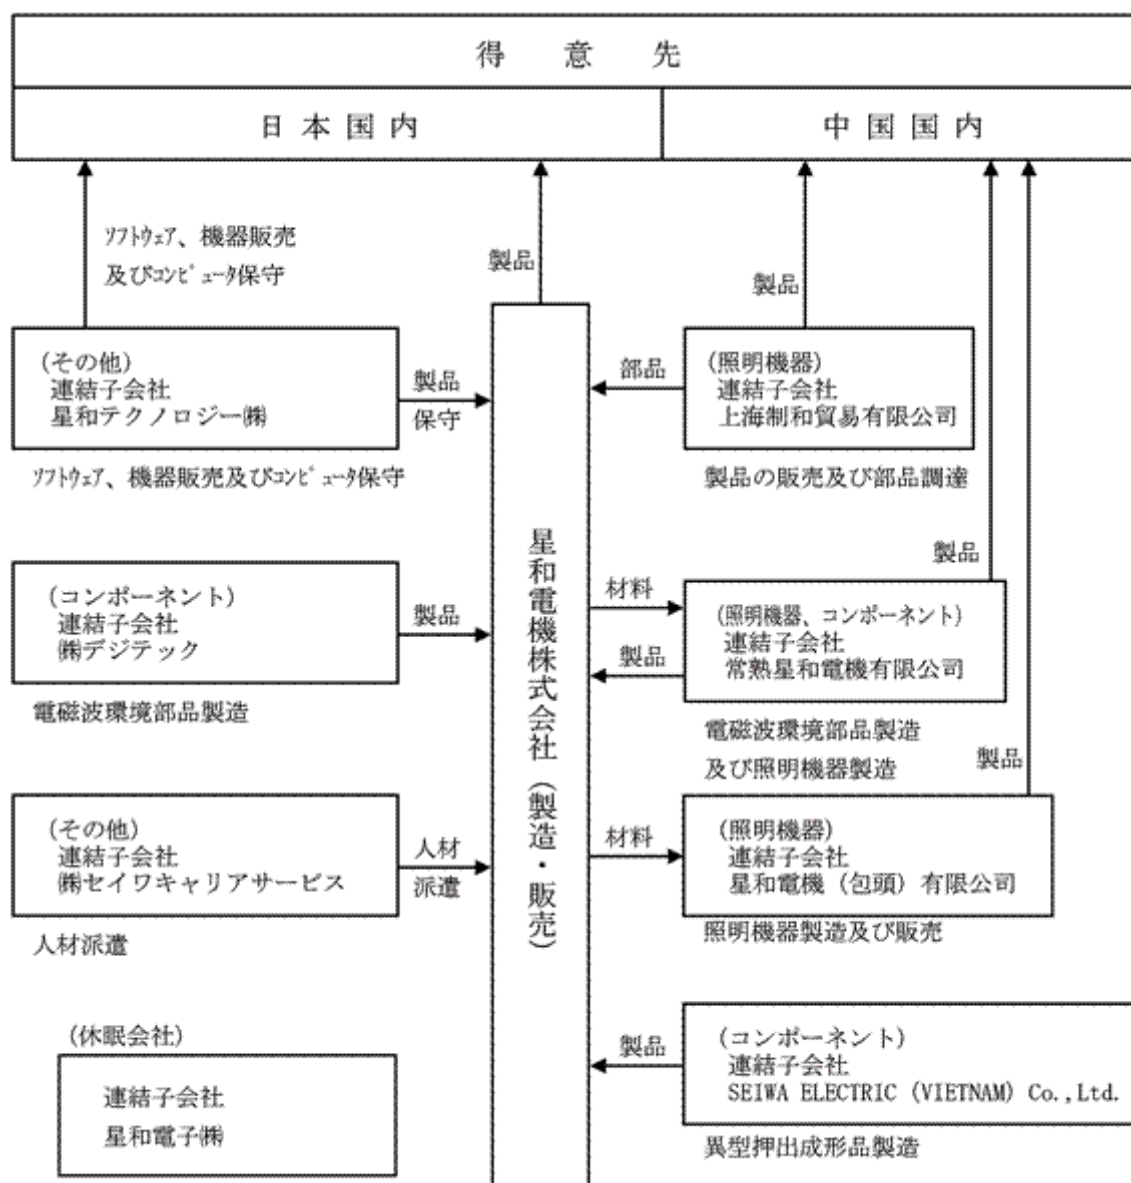 得意先
日本国内
中国国内
ソフトウェア、機器販売
及びコンピュータ保守
製品
製品
(その他)
連結子会社
星和テクノロジー㈱
製品
保守
部品
(照明機器)
連結子会社
上海制和貿易有限公司
ソフトウェア、機器販売及びコンピュータ保守
製品の販売及び部品調達
星和電機株式会社(製造・販売)
製品
(コンポーネント)
連結子会社
㈱デジテック
製品
材料
製品
(照明機器、コンポーネント)
連結子会社
常熟星和電機有限公司
電磁波環境部品製造
電磁波環境部品製造
及び照明機器製造
製品
(その他)
連結子会社
㈱セイワキャリアサービス
人材
派遣
材料
(照明機器)
連結子会社
星和電機（包頭）有限公司
人材派遣
照明機器製造及び販売
(休眠会社)
連結子会社
星和電子㈱
製品
(コンポーネント)
連結子会社
SEIWA ELECTRIC (VIETNAM) Co.,Ltd.
異型押出成形品製造